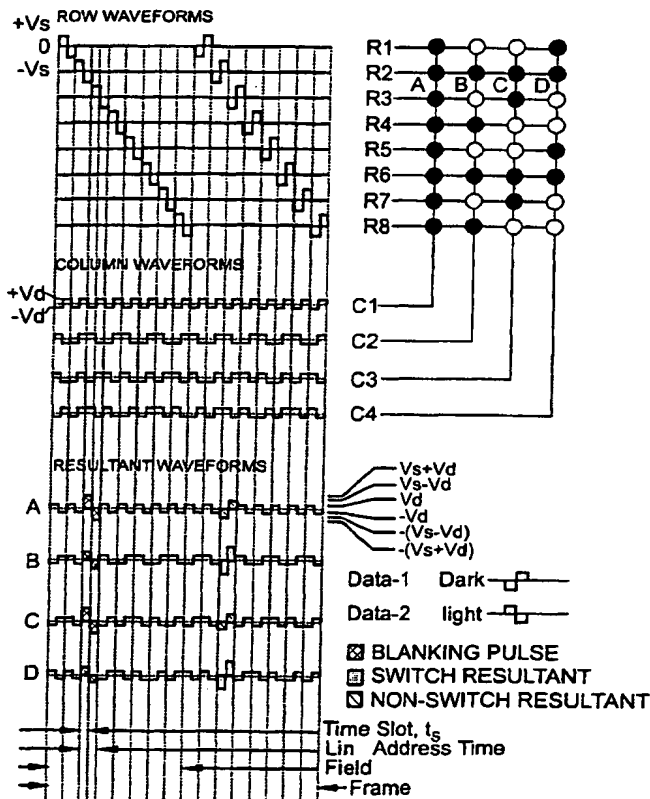 ROW WAVEFORMS
+Vs
0
-Vs
R1
R2
A B C D
R3
R4
R5
R6
R7
R8
COLUMN WAVEFORMS
+Vd
-Vd
C1
C2
C3
C4
RESULTANT WAVEFORMS
A
B
C
D
Vs+Vd
Vs-Vd
Vd
-Vd
-(Vs-Vd)
-(Vs+Vd)
Data-1 Dark
Data-2 light
BLANKING PULSE
SWITCH RESULTANT
NON-SWITCH RESULTANT
Time Slot, ts
Lin Address Time
Field
Frame